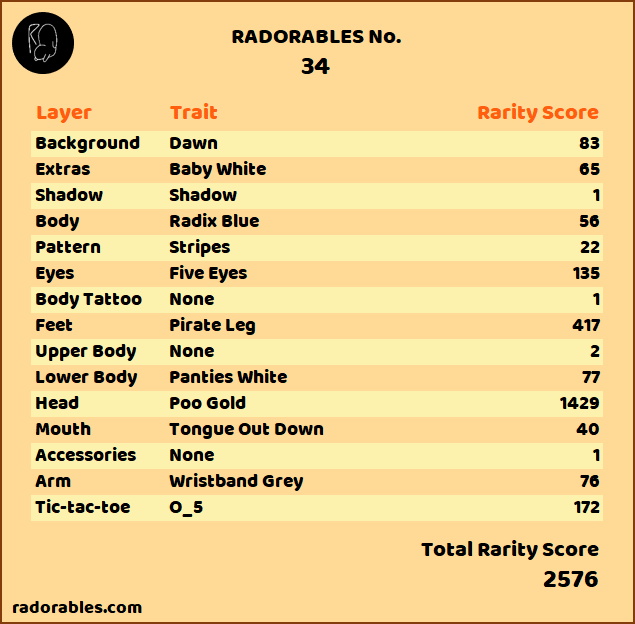 RADORABLES No.
34
Layer Trait Rarity Score
Background Dawn 83
Extras Baby White 65
Shadow Shadow 1
Body Radix Blue 56
Pattern Stripes 22
Eyes Five Eyes 135
Body Tattoo None 1
Feet Pirate Leg 417
Upper Body None 2
Lower Body Panties White 77
Head Poo Gold 1429
Mouth Tongue Out Down 40
Accessories None 1
Arm Wristband Grey 76
Tic-tac-toe O_5 172
Total Rarity Score
2576
radorables.com